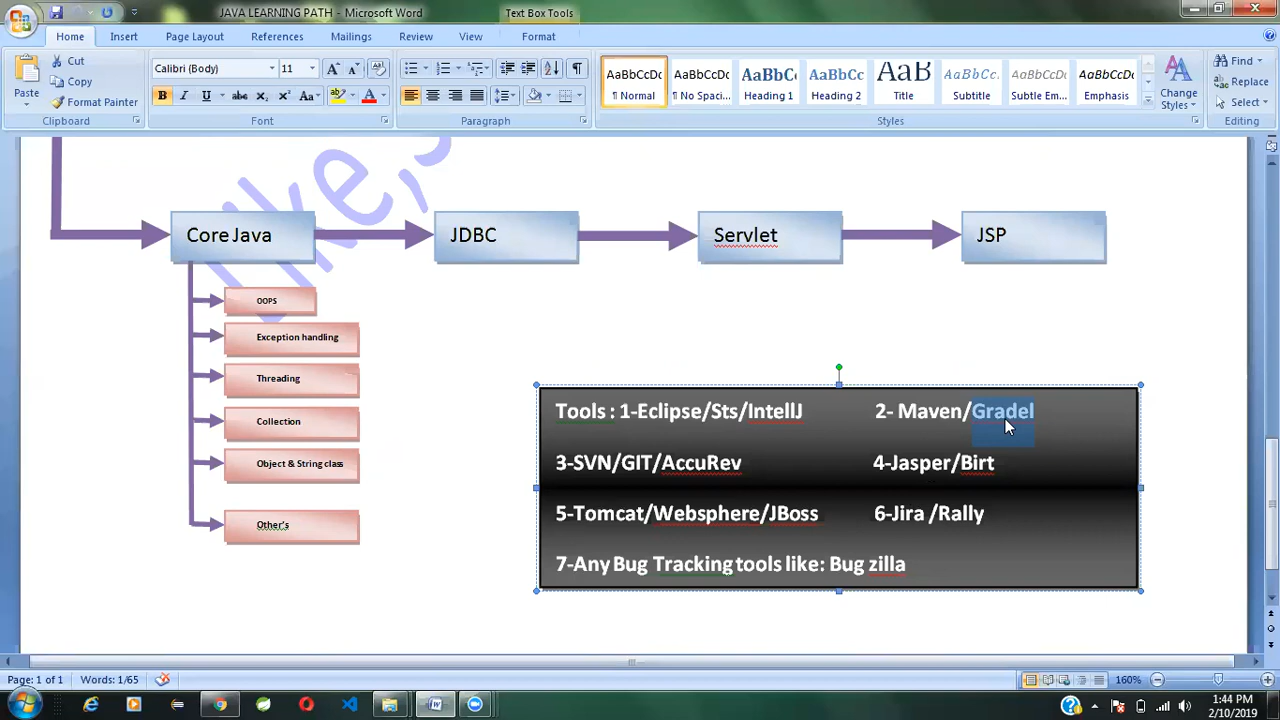 JAVA LEARNING PATH - Microsoft Word
Text Box Tools
Home
Insert
Page Layout
References
Mailings
Review
View
Format
Paste
Cut
Copy
Format Painter
Clipboard
Calibri (Body)
11
Font
Paragraph
AaBbCcDc
¶ Normal
AaBbCcDc
¶ No Spaci...
AaBbCc
Heading 1
AaBbCc
Heading 2
AaB
Title
AaBbCc
Subtitle
AaBbCcDc
Subtle Em...
AaBbCcDc
Emphasis
Change
Styles
Styles
Find
Replace
Select
Editing
Like,s
Core Java
JDBC
Servlet
JSP
OOPS
Exception handling
Threading
Collection
Object & String class
Other's
Tools : 1-Eclipse/Sts/IntellJ 2- Maven/Gradel
3-SVN/GIT/AccuRev 4-Jasper/Birt
5-Tomcat/Websphere/JBoss 6-Jira /Rally
7-Any Bug Tracking tools like: Bug zilla
Page: 1 of 1
Words: 1/65
160%
1:44 PM
2/10/2019